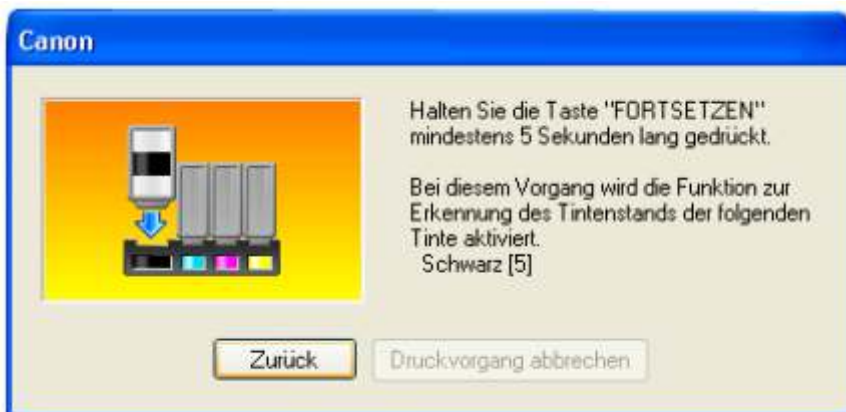 Canon
Halten Sie die Taste "FORTSETZEN"
mindestens 5 Sekunden lang gedrückt.
Bei diesem Vorgang wird die Funktion zur
Erkennung des Tintenstands der folgenden
Tinte aktiviert.
Schwarz [5]
Zurück
Druckvorgang abbrechen